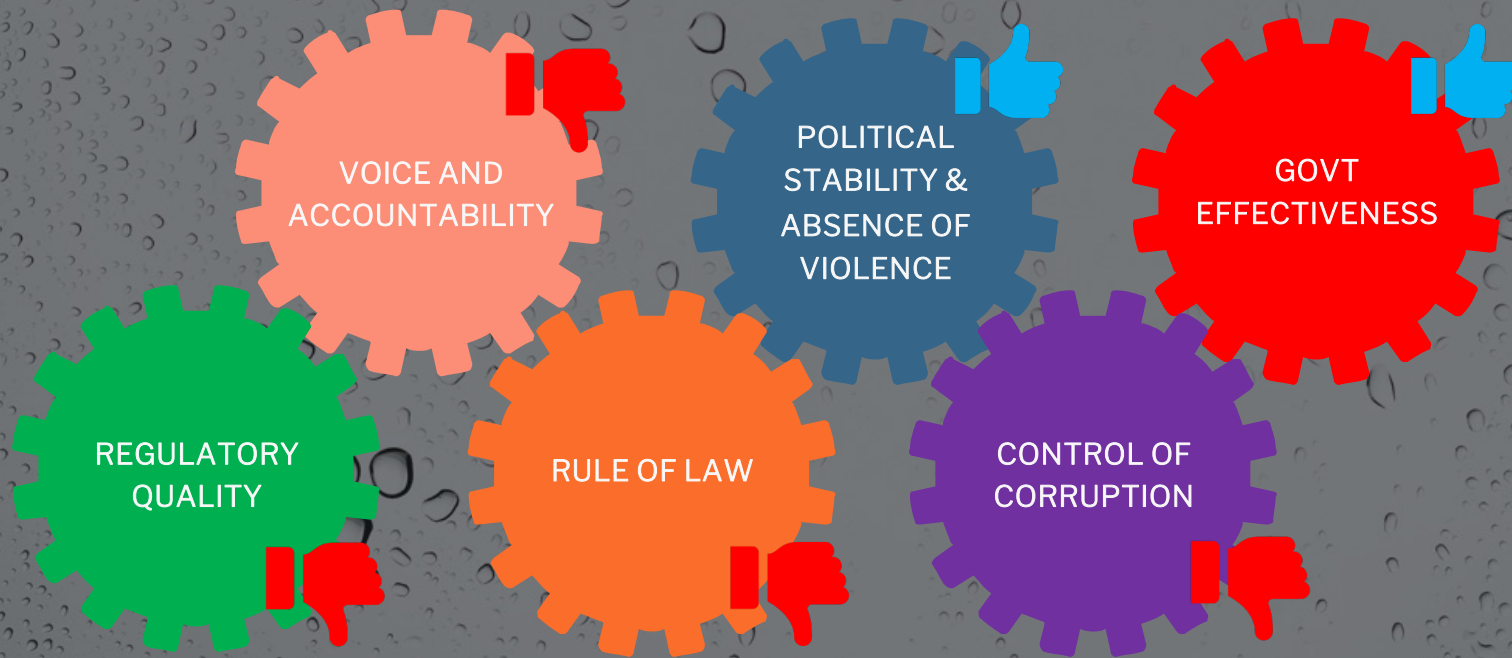 VOICE AND
ACCOUNTABILITY
POLITICAL
STABILITY &
ABSENCE OF
VIOLENCE
GOVT
EFFECTIVENESS
REGULATORY
QUALITY
RULE OF LAW
CONTROL OF
CORRUPTION